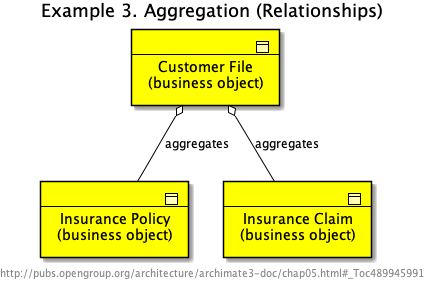 Example 3. Aggregation (Relationships)
Customer File
(business object)
aggregates
aggregates
Insurance Policy
(business object)
Insurance Claim
(business object)
http://pubs.opengroup.org/architecture/archimate3-doc/chap05.html#_Toc489945991